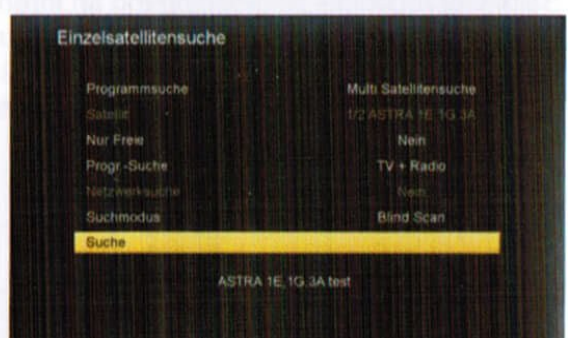 Einzelsatellitensuche
Programmsuche Multi Satellitensuche
Satellit 1/2 ASTRA 1E, 1G, 3A
Nur Freie Nein
Progr.-Suche TV + Radio
Netzwerksuche Nein
Suchmodus Blind Scan
Suche
ASTRA 1E, 1G, 3A test